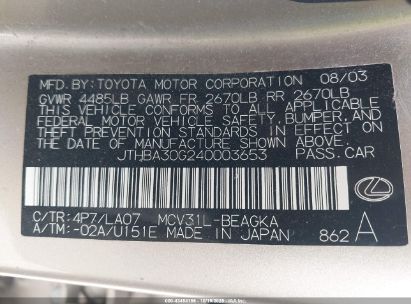 MFD. BY: TOYOTA MOTOR CORPORATION 08/03
GVWR 4485LB GAWR FR 2670LB RR 2670LB
THIS VEHICLE CONFORMS TO ALL APPLICABLE
FEDERAL MOTOR VEHICLE SAFETY, BUMPER, AND
THEFT PREVENTION STANDARDS IN EFFECT ON
THE DATE OF MANUFACTURE SHOWN ABOVE.
JTHBA30G240003653 PASS. CAR
C/TR: 4P7/LA07 MCV31L-BEAGKA
A/TM: -02A/U151E MADE IN JAPAN 862 A